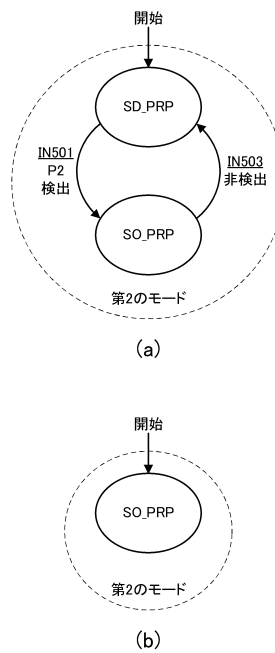 開始
SD_PRP
IN501
P2
検出
IN503
非検出
SO_PRP
第2のモード
(a)
開始
SO_PRP
第2のモード
(b)